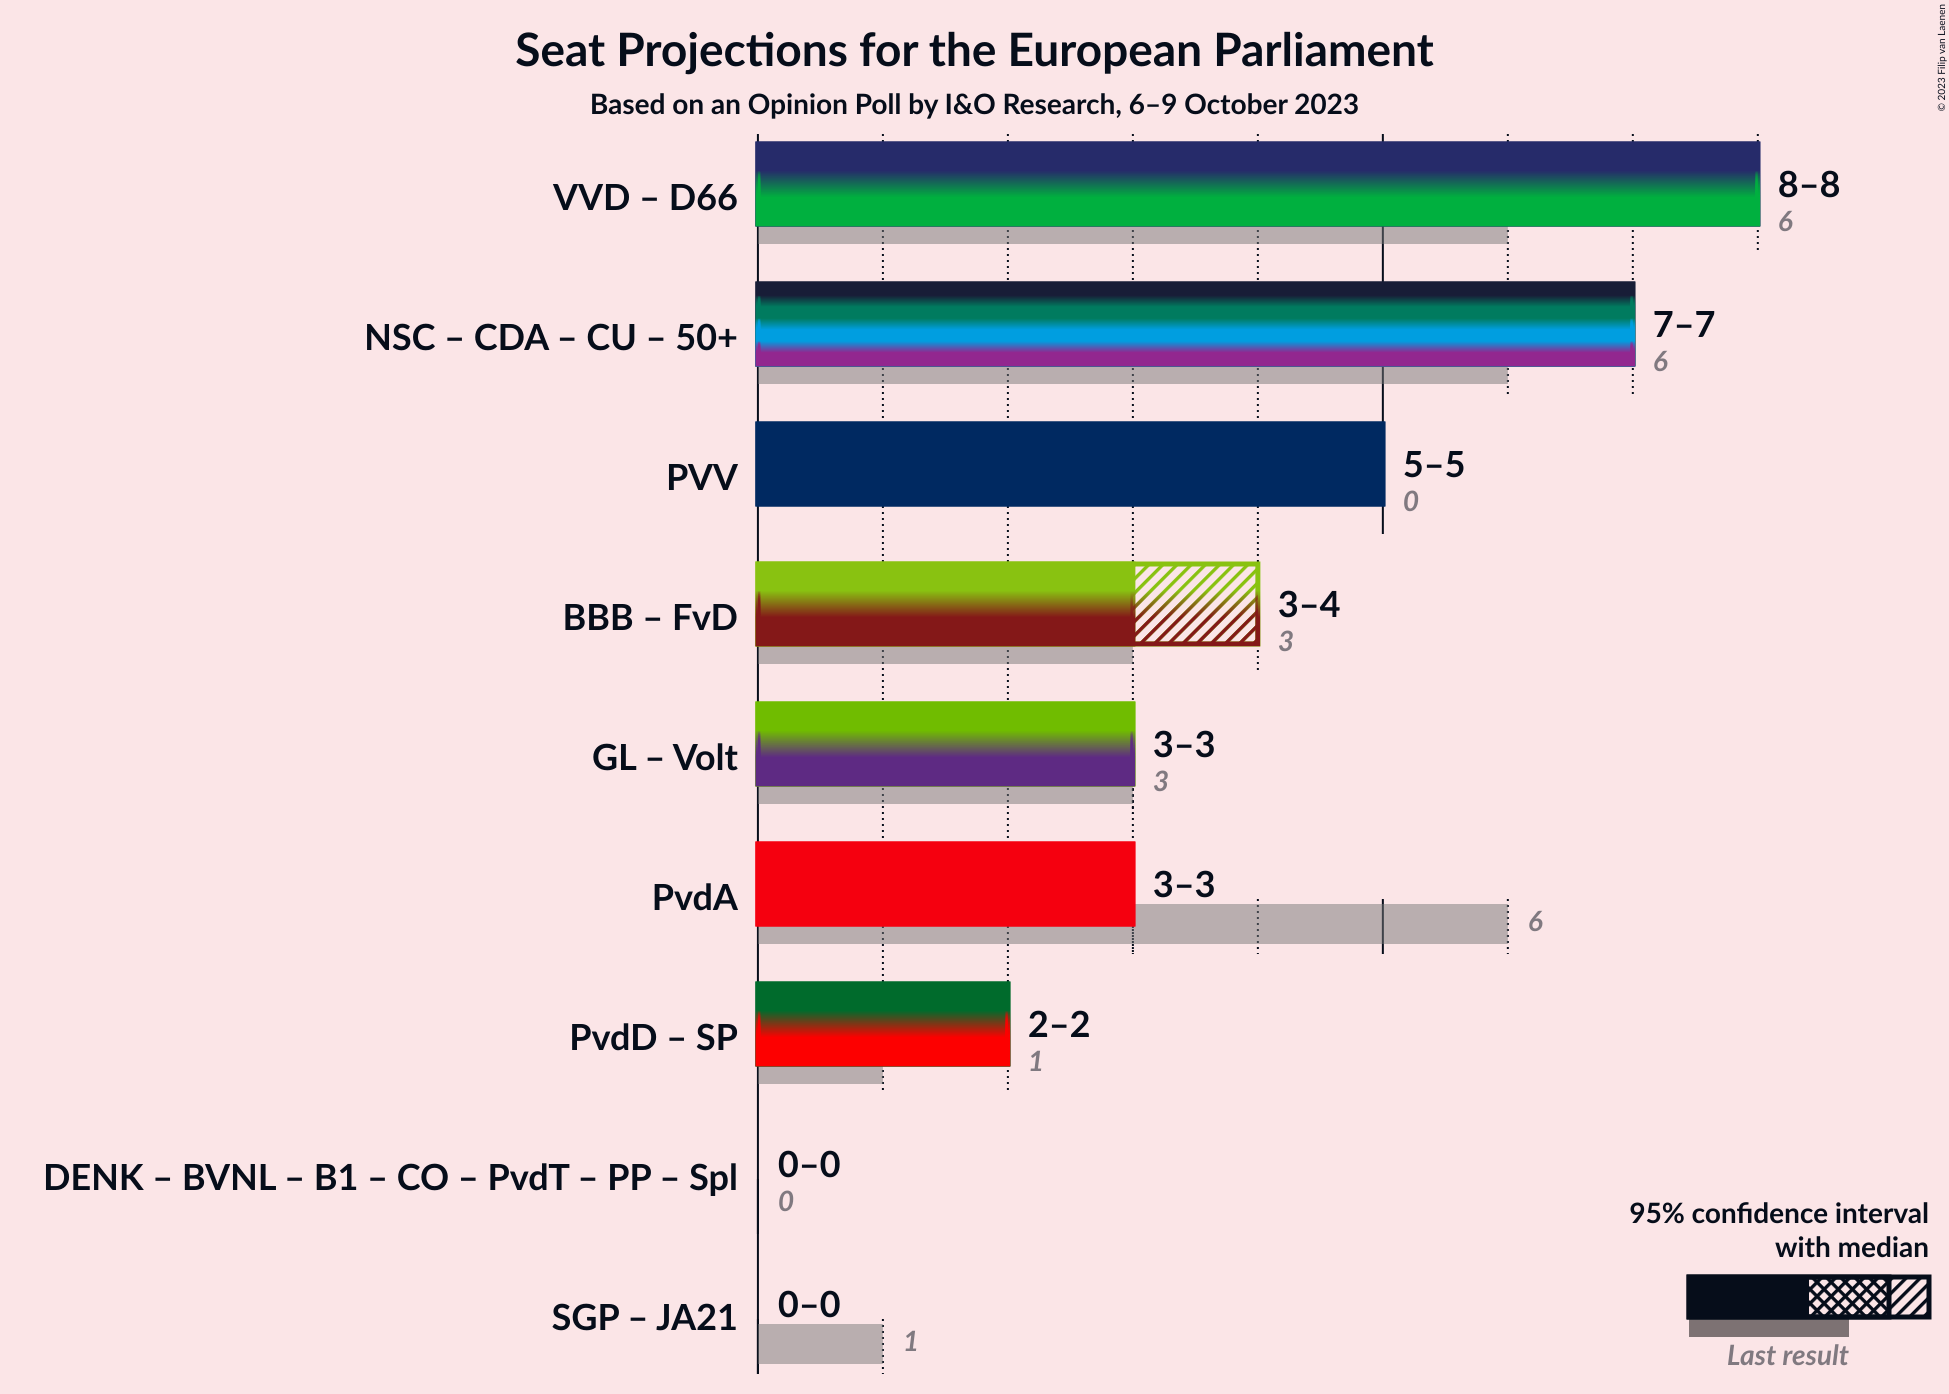 Seat Projections for the European Parliament
Based on an Opinion Poll by I&O Research, 6–9 October 2023
© 2023 Filip van Laenen
VVD – D66
8–8
6
NSC – CDA – CU – 50+
7–7
6
PVV
5–5
0
BBB – FvD
3–4
3
GL – Volt
3–3
3
PvdA
3–3
6
PvdD – SP
2–2
1
DENK – BVNL – B1 – CO – PvdT – PP – Spl
0–0
0
SGP – JA21
0–0
1
95% confidence interval
with median
Last result